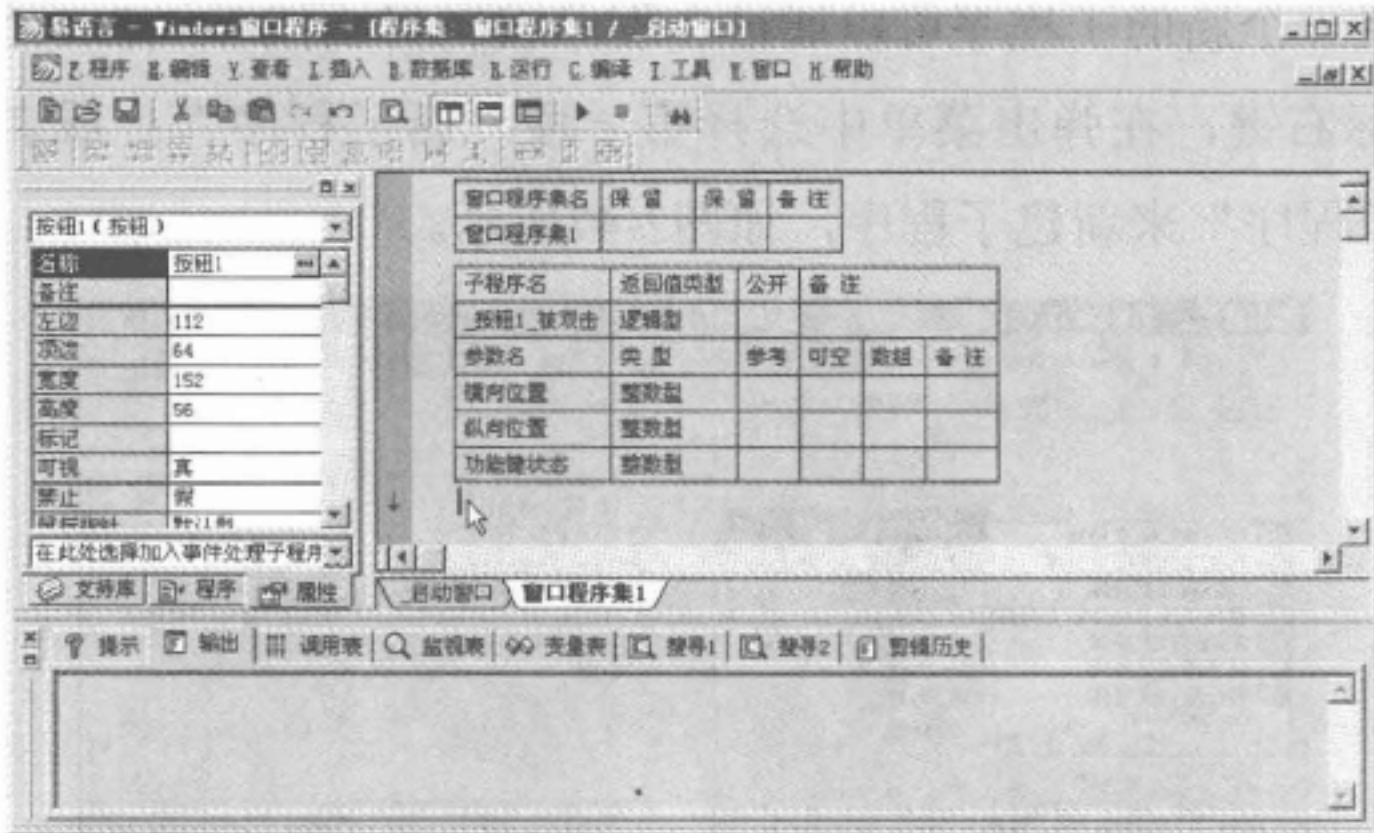 易语言 - Windows窗口程序 - [程序集: 窗口程序集1 / _启动窗口]
P.程序 E.编辑 V.查看 I.插入 B.数据库 R.运行 C.编译 T.工具 W.窗口 H.帮助
按钮1（按钮）
名称 按钮1
备注
左边 112
顶边 64
宽度 152
高度 56
标记
可视 真
禁止 假
在此处选择加入事件处理子程序
支持库 程序 属性
窗口程序集名 保 留 保 留 备 注
窗口程序集1
子程序名 返回值类型 公开 备 注
_按钮1_被双击 逻辑型
参数名 类 型 参考 可空 数组 备 注
横向位置 整数型
纵向位置 整数型
功能键状态 整数型
_启动窗口 窗口程序集1
提示 输出 调用表 监视表 变量表 搜寻1 搜寻2 剪辑历史